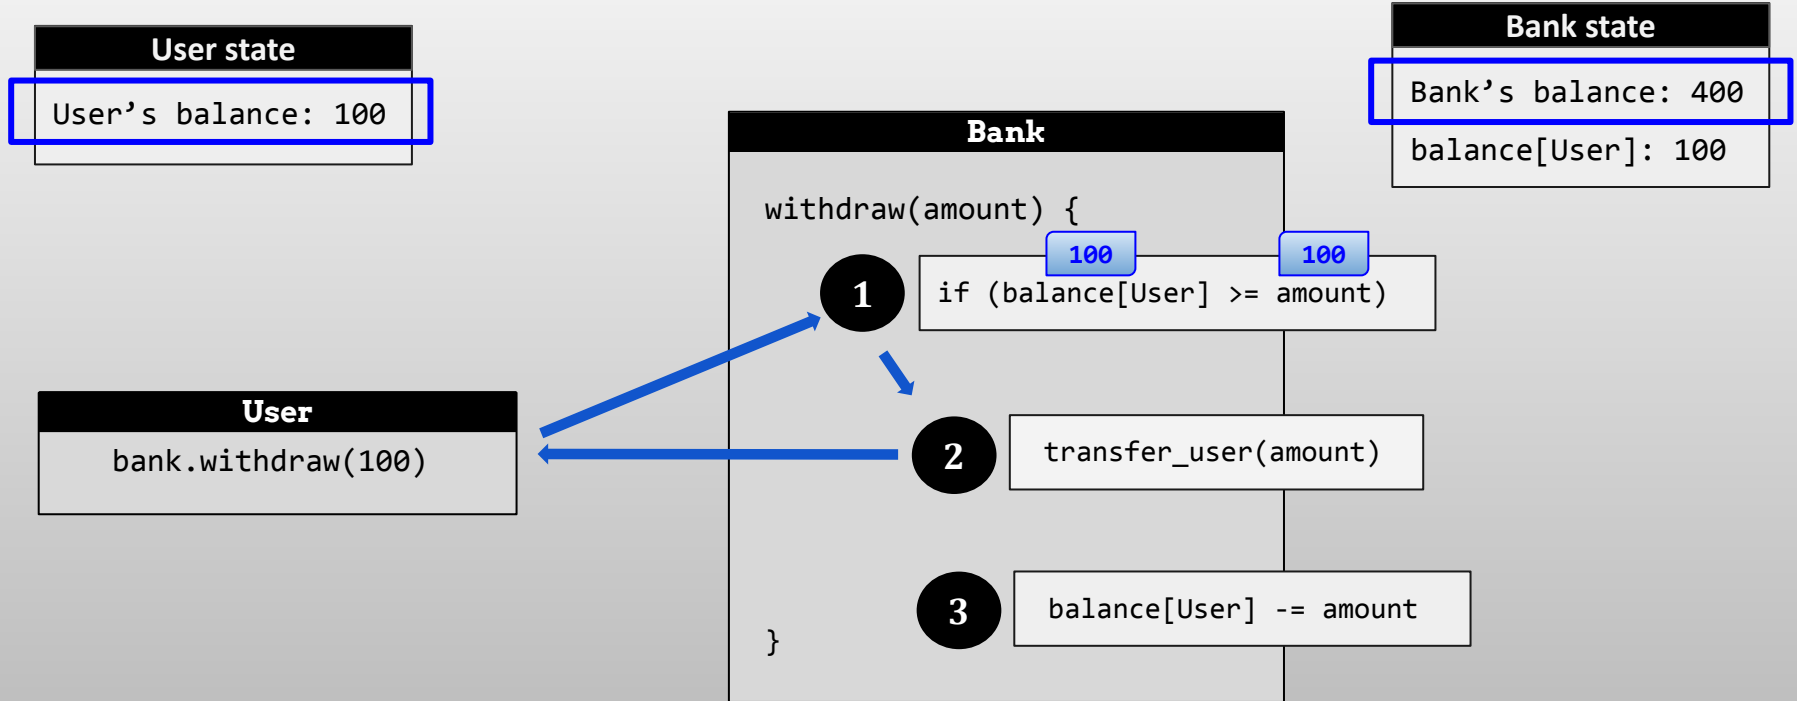 User state
User’s balance: 100
Bank state
Bank’s balance: 400
balance[User]: 100
Bank
withdraw(amount) {
100
100
1
if (balance[User] >= amount)
User
bank.withdraw(100)
2
transfer_user(amount)
3
balance[User] -= amount
}